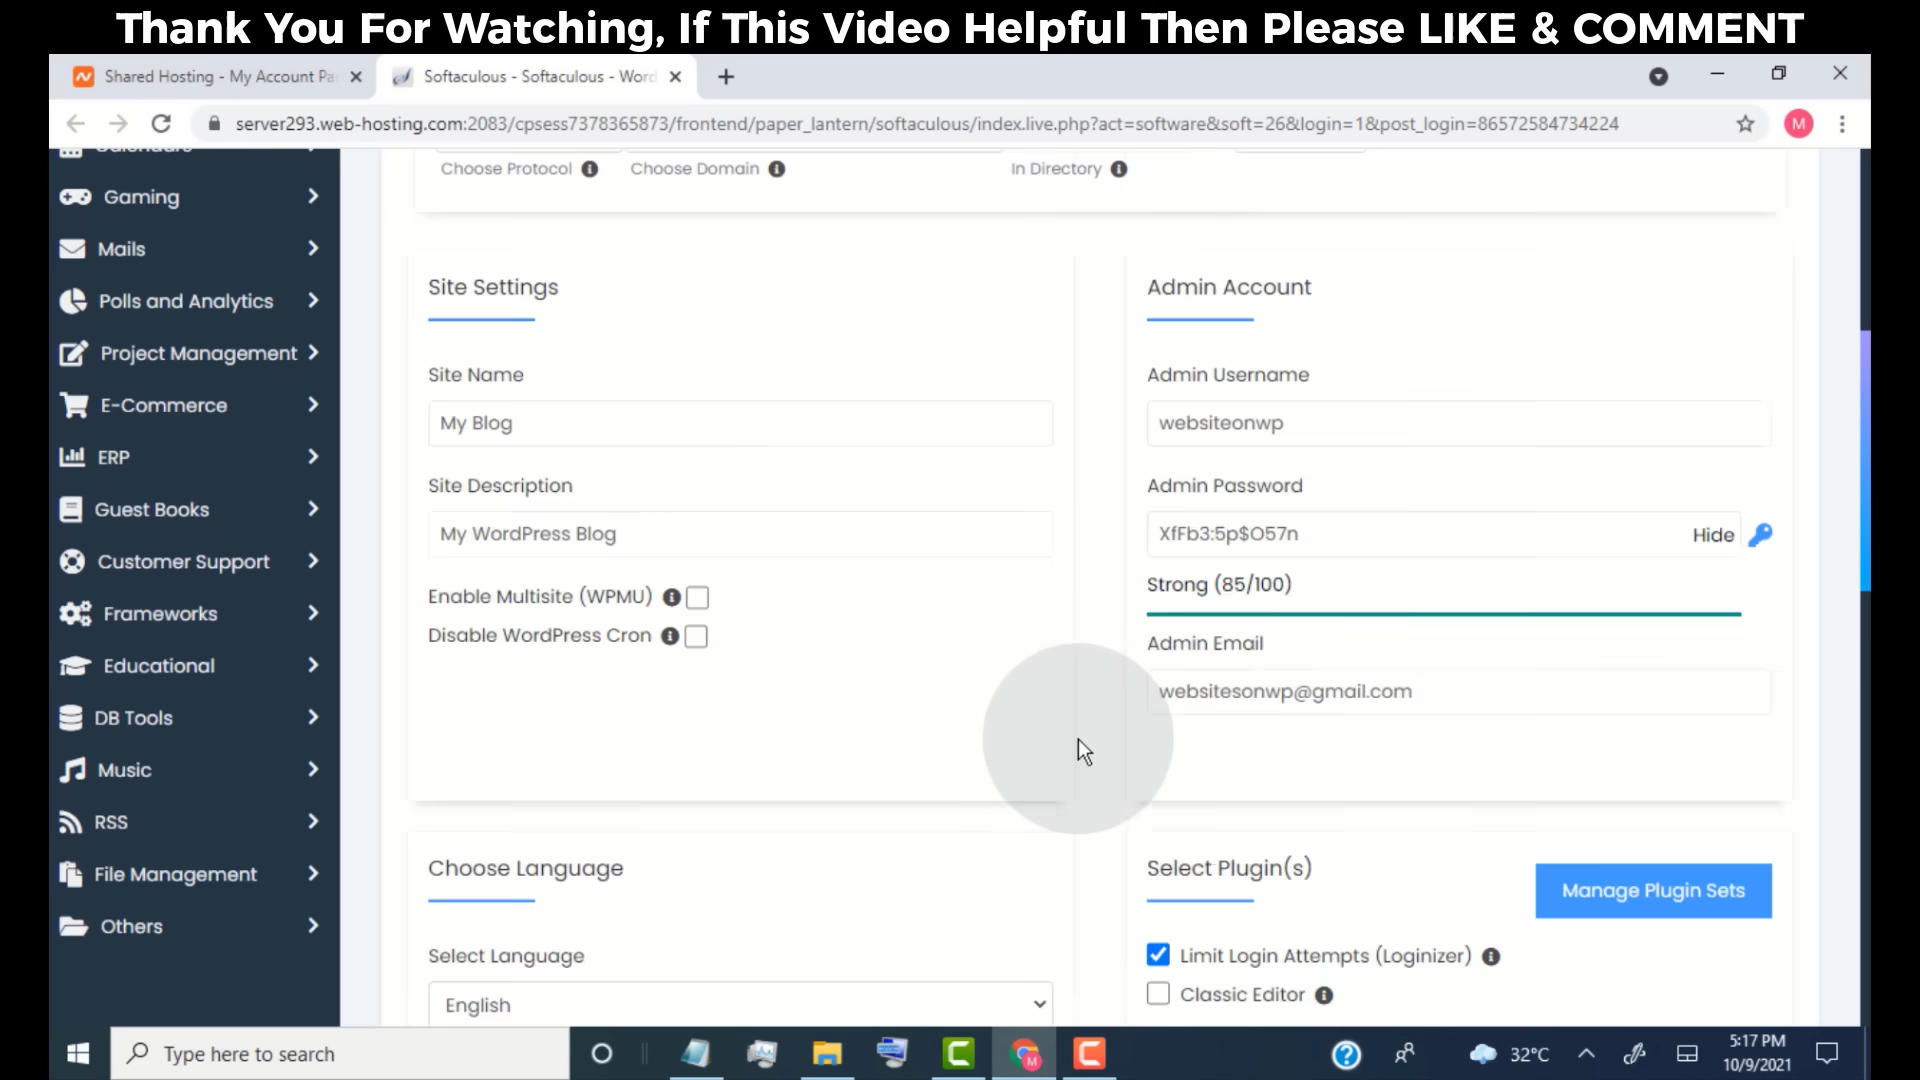 Thank You For Watching, If This Video Helpful Then Please LIKE & COMMENT
Shared Hosting - My Account Pa
Softaculous - Softaculous - Word
server293.web-hosting.com:2083/cpsess7378365873/frontend/paper_lantern/softaculous/index.live.php?act=software&soft=26&login=1&post_login=86572584734224
M
Calendars
Gaming
Mails
Polls and Analytics
Project Management
E-Commerce
ERP
Guest Books
Customer Support
Frameworks
Educational
DB Tools
Music
RSS
File Management
Others
Choose Protocol
Choose Domain
In Directory
Site Settings
Site Name
My Blog
Site Description
My WordPress Blog
Enable Multisite (WPMU)
Disable WordPress Cron
Admin Account
Admin Username
websiteonwp
Admin Password
XfFb3:5p$O57n
Hide
Strong (85/100)
Admin Email
websitesonwp@gmail.com
Choose Language
Select Language
English
Select Plugin(s)
Manage Plugin Sets
Limit Login Attempts (Loginizer)
Classic Editor
Type here to search
32°C
5:17 PM
10/9/2021